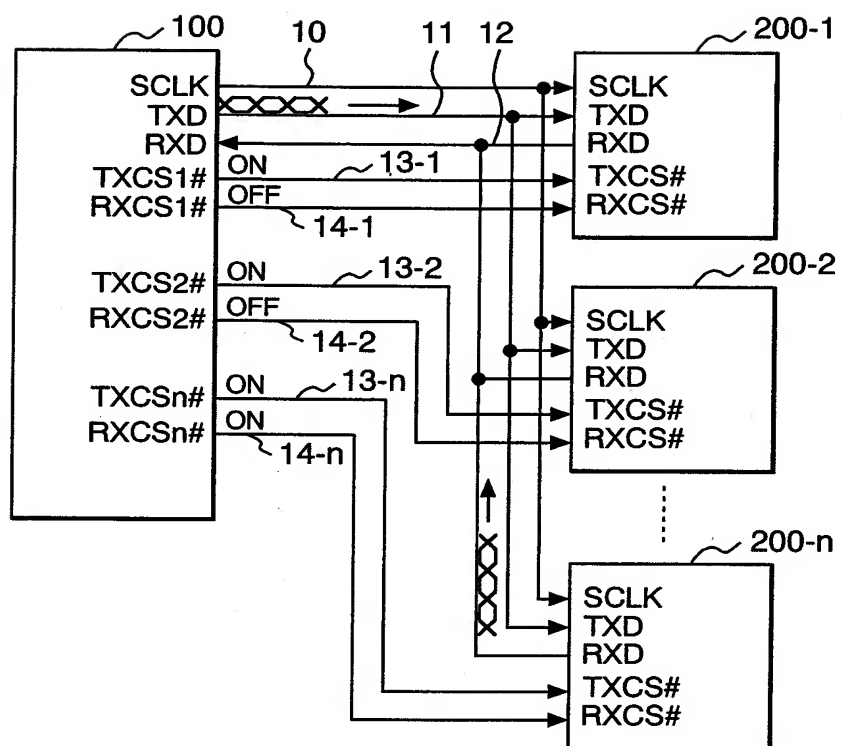 100
10
11
12
200-1
SCLK
TXD
RXD
TXCS1#
ON
13-1
RXCS1#
OFF
14-1
TXCS2#
ON
13-2
RXCS2#
OFF
14-2
TXCSn#
ON
13-n
RXCSn#
ON
14-n
SCLK
TXD
RXD
TXCS#
RXCS#
200-2
SCLK
TXD
RXD
TXCS#
RXCS#
200-n
SCLK
TXD
RXD
TXCS#
RXCS#